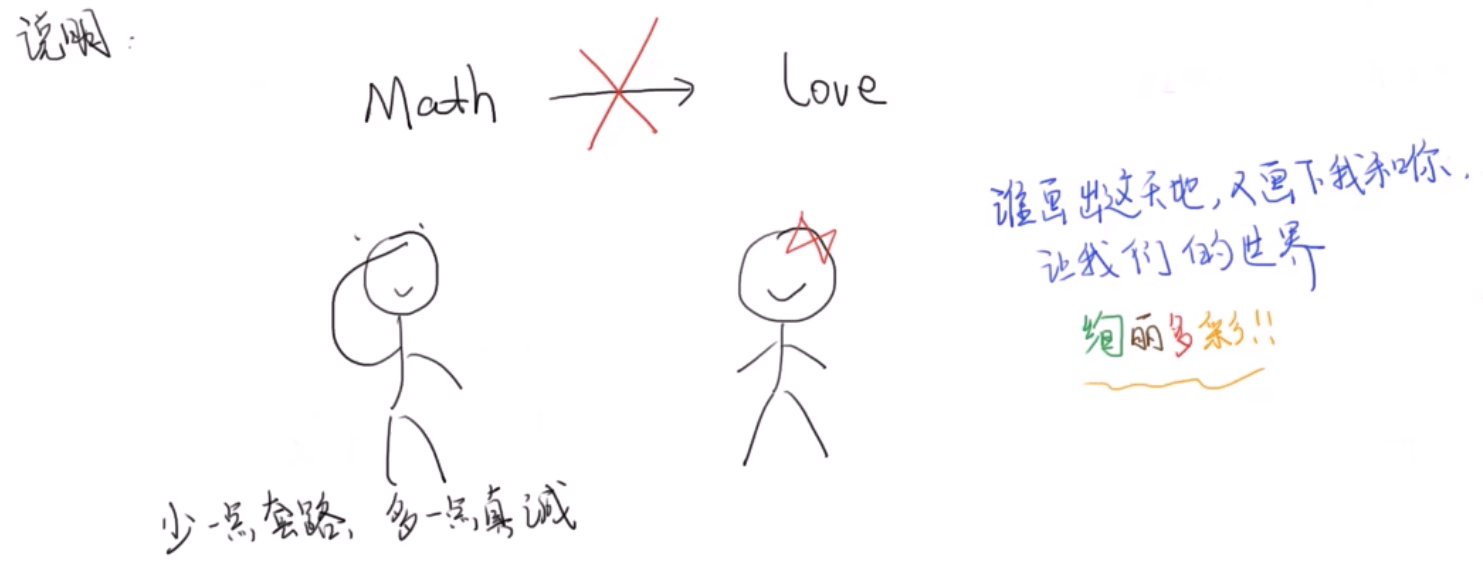 说明:
Math → Love
谁画出这天地,又画下我和你,
让我们的世界
绚丽多彩!!
少一点套路,多一点真诚